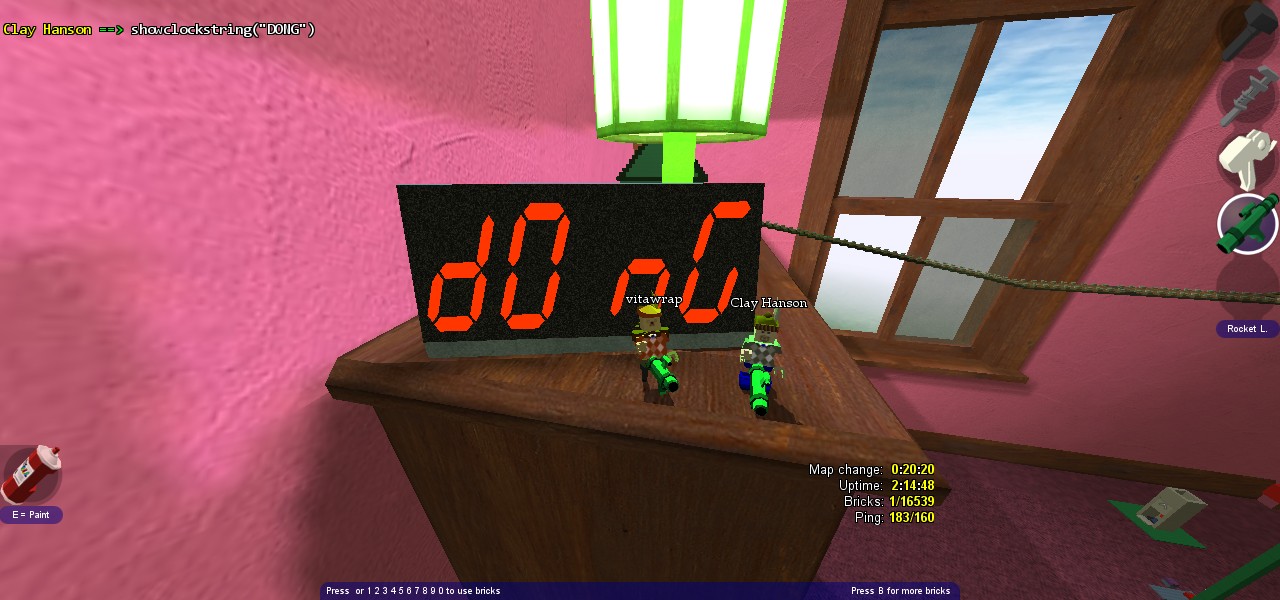 Clay Hanson ==> showclockstring("DONG")
dO nG
vitawrap
Clay Hanson
Rocket L.
Map change: 0:20:20
Uptime: 2:14:48
Bricks: 1/16539
Ping: 183/160
E = Paint
Press or 1 2 3 4 5 6 7 8 9 0 to use bricks
Press B for more bricks